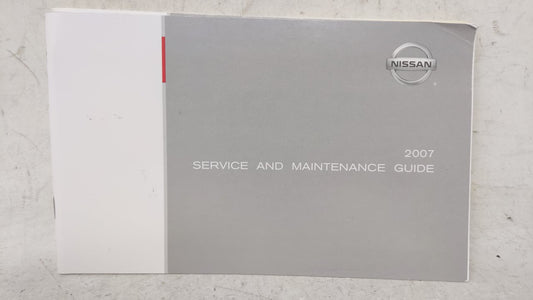 NISSAN
2007
SERVICE AND MAINTENANCE GUIDE